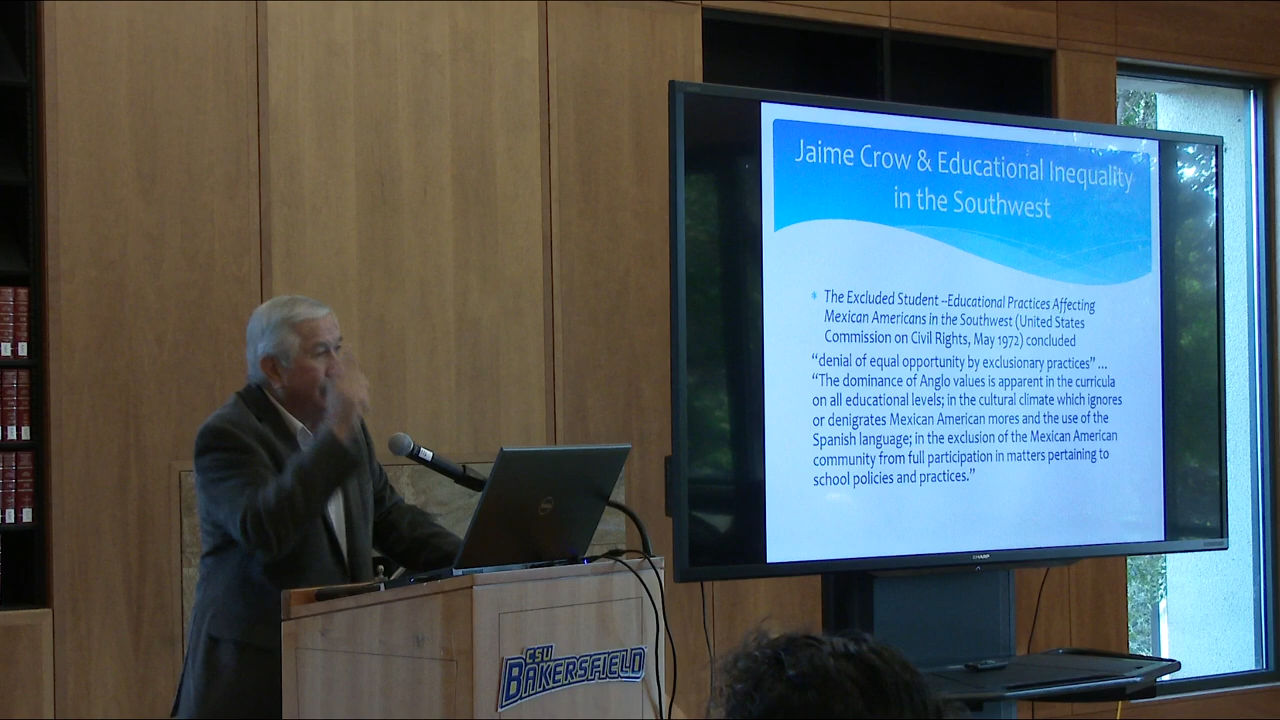 Jaime Crow & Educational Inequality
in the Southwest
* The Excluded Student --Educational Practices Affecting
Mexican Americans in the Southwest (United States
Commission on Civil Rights, May 1972) concluded
“denial of equal opportunity by exclusionary practices” ...
“The dominance of Anglo values is apparent in the curricula
on all educational levels; in the cultural climate which ignores
or denigrates Mexican American mores and the use of the
Spanish language; in the exclusion of the Mexican American
community from full participation in matters pertaining to
school policies and practices.”
SHARP
DELL
CSU
BAKERSFIELD